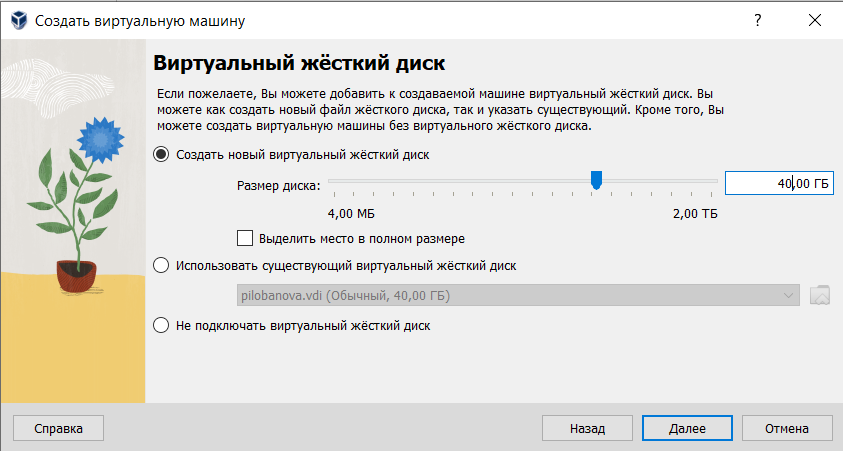 Создать виртуальную машину
Виртуальный жёсткий диск
Если пожелаете, Вы можете добавить к создаваемой машине виртуальный жёсткий диск. Вы
можете как создать новый файл жёсткого диска, так и указать существующий. Кроме того, Вы
можете создать виртуальную машины без виртуального жёсткого диска.
Создать новый виртуальный жёсткий диск
Размер диска:
40,00 ГБ
4,00 МБ
2,00 ТБ
Выделить место в полном размере
Использовать существующий виртуальный жёсткий диск
pilobanova.vdi (Обычный, 40,00 ГБ)
Не подключать виртуальный жёсткий диск
Справка
Назад
Далее
Отмена